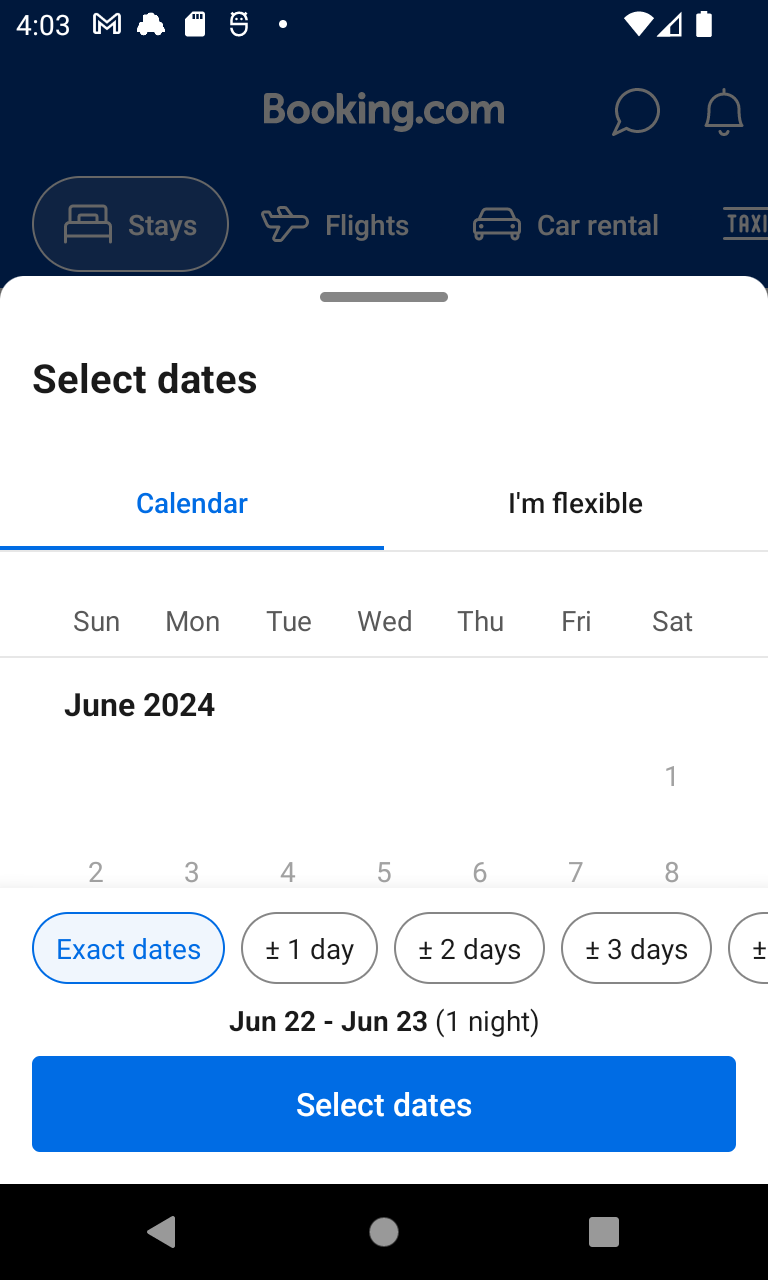 4:03
Booking.com
Stays Flights Car rental TAXI
Select dates
Calendar I'm flexible
Sun Mon Tue Wed Thu Fri Sat
June 2024
1
2 3 4 5 6 7 8
Exact dates ± 1 day ± 2 days ± 3 days ±
Jun 22 - Jun 23 (1 night)
Select dates